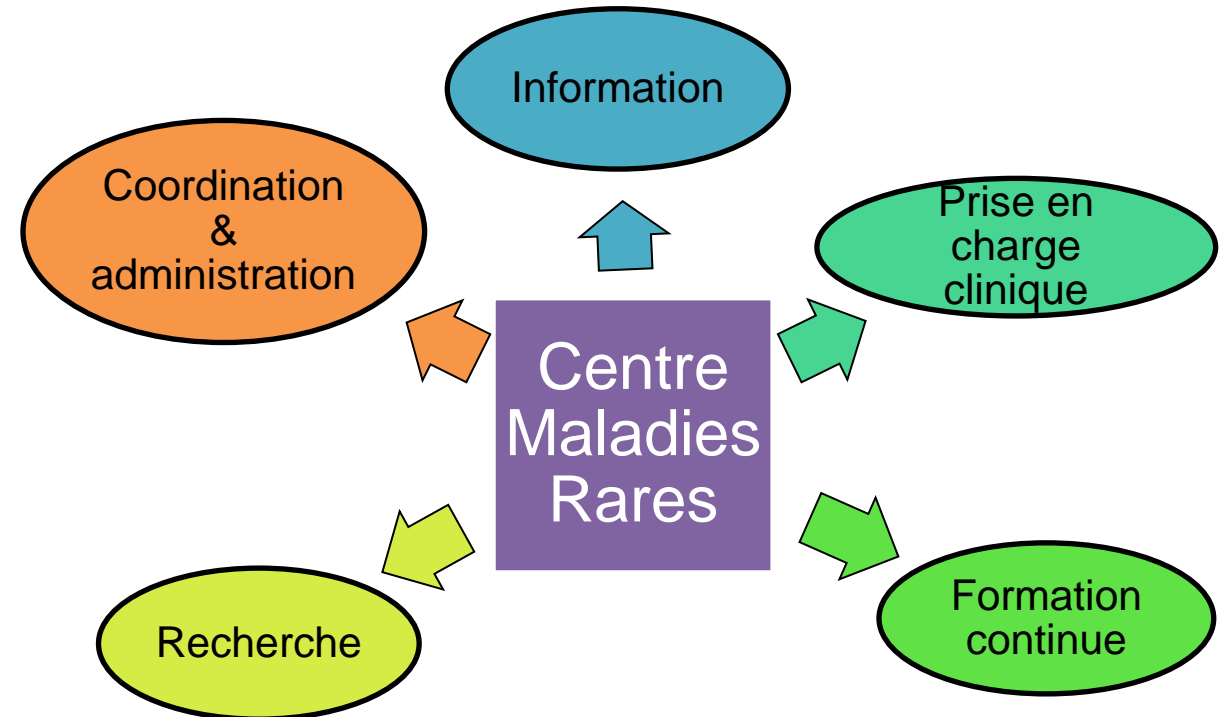 Information
Coordination
&
administration
Prise en
charge
clinique
Centre
Maladies
Rares
Recherche
Formation
continue